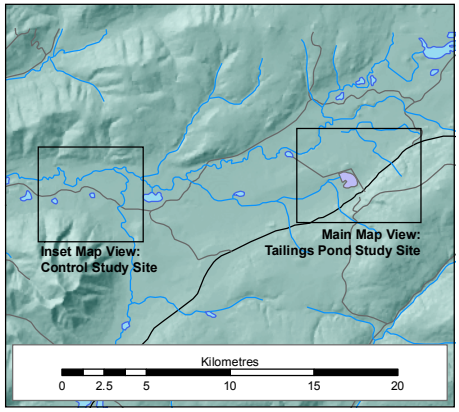 Inset Map View:
Control Study Site
Main Map View:
Tailings Pond Study Site
Kilometres
0 2.5 5 10 15 20